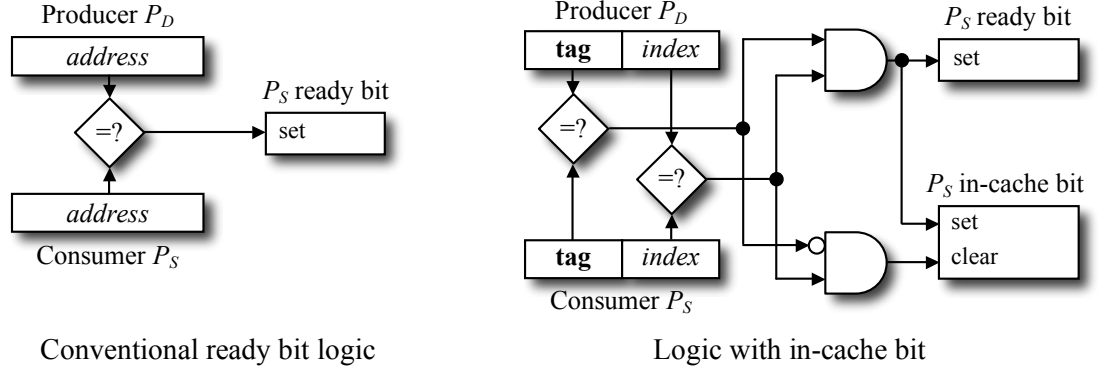 Producer P_D
address
=?
P_S ready bit
set
address
Consumer P_S
Conventional ready bit logic
Producer P_D
tag index
=?
=?
tag index
Consumer P_S
P_S ready bit
set
P_S in-cache bit
set
clear
Logic with in-cache bit